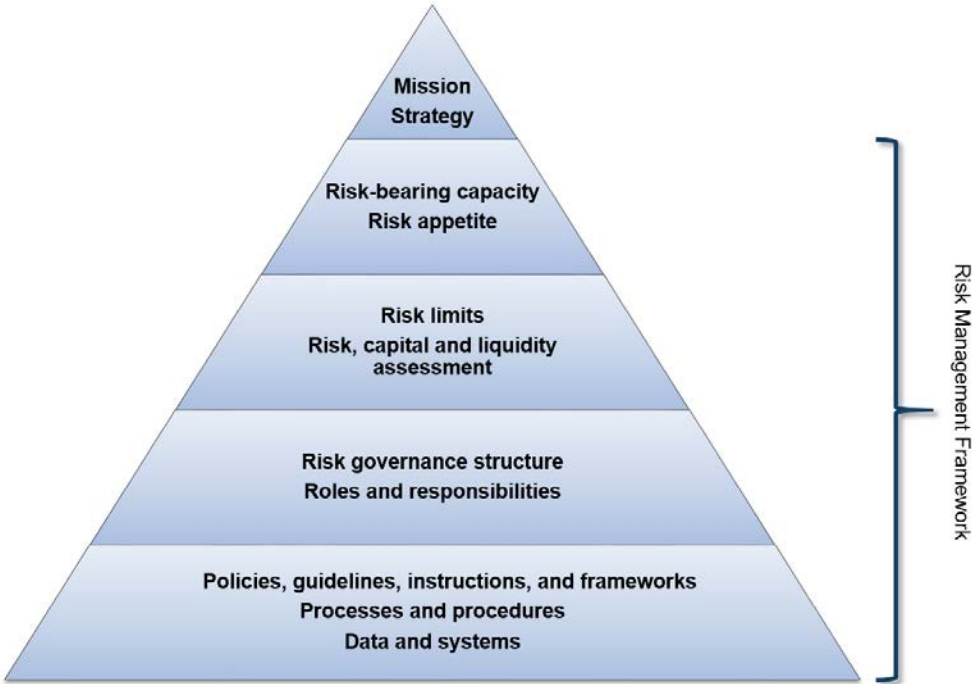 Mission
Strategy
Risk-bearing capacity
Risk appetite
Risk limits
Risk, capital and liquidity
assessment
Risk governance structure
Roles and responsibilities
Policies, guidelines, instructions, and frameworks
Processes and procedures
Data and systems
Risk Management Framework